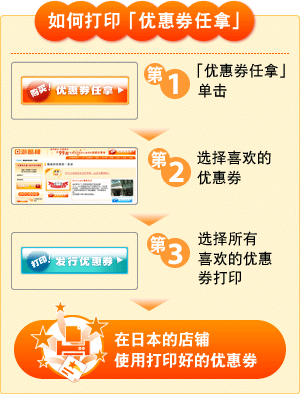 如何打印「优惠券任拿」
购买! 优惠券任拿
第1
「优惠券任拿」
单击
第2
选择喜欢的
优惠券
打印! 发行优惠券
第3
选择所有
喜欢的优惠
券打印
在日本的店铺
使用打印好的优惠券